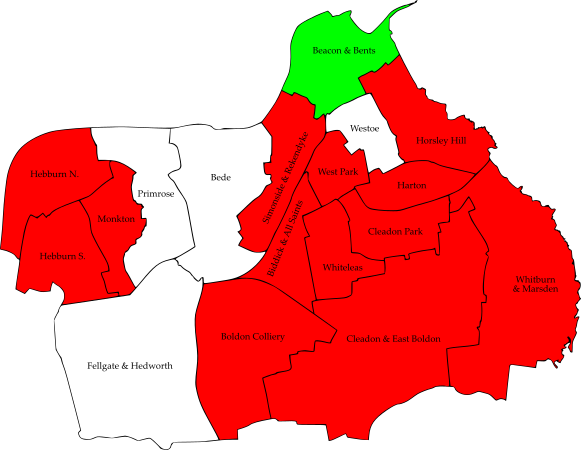 Beacon & Bents
Westoe
Horsley Hill
Simonside & Rekendyke
Hebburn N.
Primrose
Bede
West Park
Harton
Monkton
Biddick & All Saints
Cleadon Park
Hebburn S.
Whiteleas
Whitburn
& Marsden
Boldon Colliery
Cleadon & East Boldon
Fellgate & Hedworth